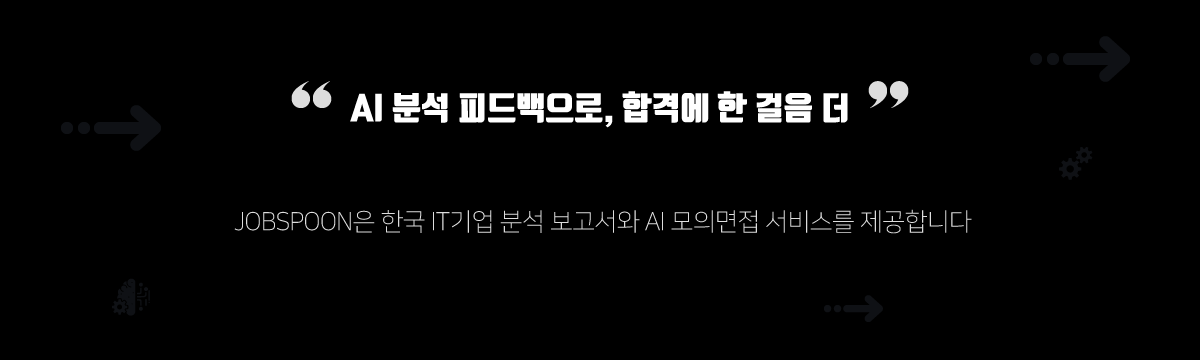 “ AI 분석 피드백으로, 합격에 한 걸음 더 ”
JOBSPOON은 한국 IT기업 분석 보고서와 AI 모의면접 서비스를 제공합니다